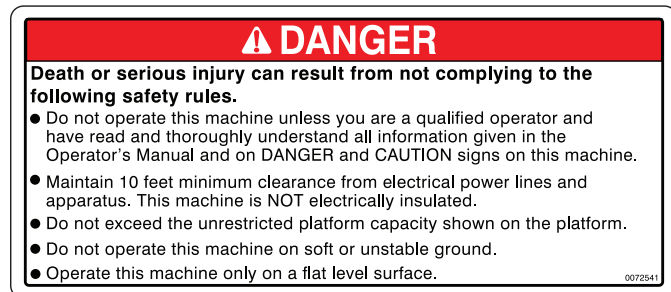 DANGER
Death or serious injury can result from not complying to the
following safety rules.
● Do not operate this machine unless you are a qualified operator and
have read and thoroughly understand all information given in the
Operator's Manual and on DANGER and CAUTION signs on this machine.
● Maintain 10 feet minimum clearance from electrical power lines and
apparatus. This machine is NOT electrically insulated.
● Do not exceed the unrestricted platform capacity shown on the platform.
● Do not operate this machine on soft or unstable ground.
● Operate this machine only on a flat level surface.
0072541